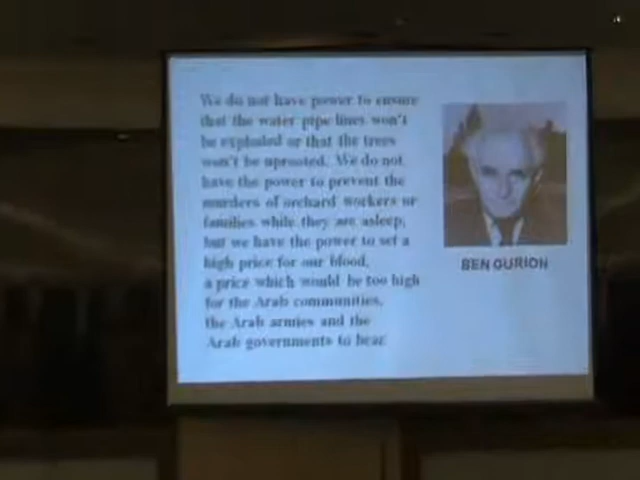 We do not have power to ensure
that the water pipe lines won't
be exploded or that the trees
won't be uprooted. We do not
have the power to prevent the
murders of orchard workers or
families while they are asleep,
but we have the power to set a
high price for our blood,
a price which would be too high
for the Arab communities,
the Arab armies and the
Arab governments to bear
BEN GURION